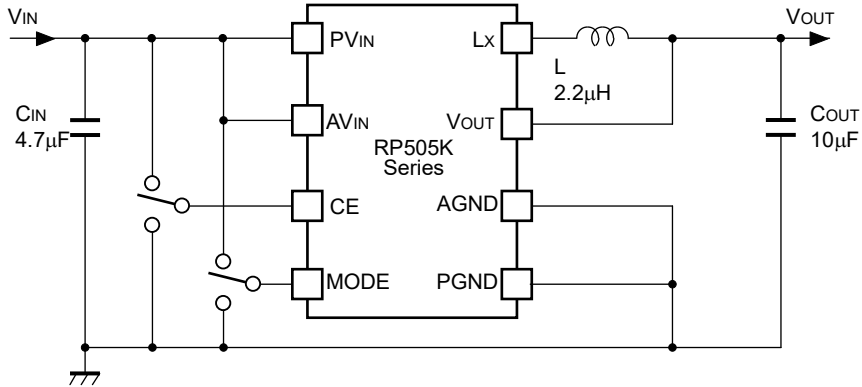 VIN
PVIN
LX
VOUT
L
2.2μH
CIN
4.7μF
AVIN
VOUT
COUT
10μF
RP505K
Series
CE
AGND
MODE
PGND